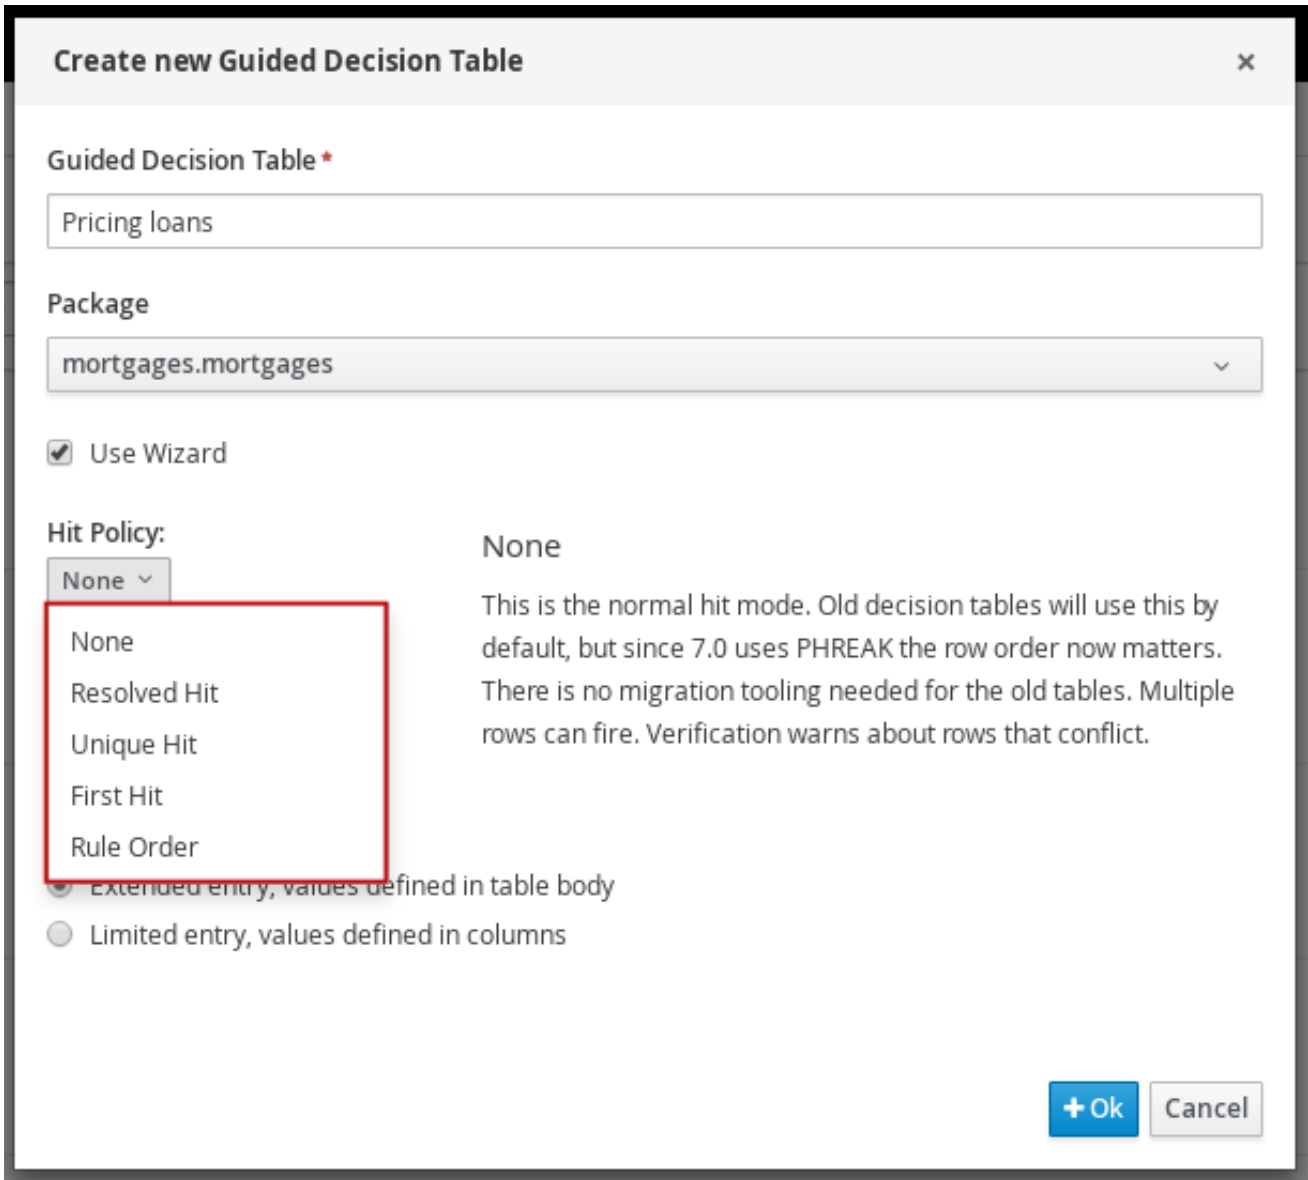 Create new Guided Decision Table ×
Guided Decision Table *
Pricing loans
Package
mortgages.mortgages
Use Wizard
Hit Policy:
None
None
Resolved Hit
Unique Hit
First Hit
Rule Order
None
This is the normal hit mode. Old decision tables will use this by
default, but since 7.0 uses PHREAK the row order now matters.
There is no migration tooling needed for the old tables. Multiple
rows can fire. Verification warns about rows that conflict.
Extended entry, values defined in table body
Limited entry, values defined in columns
+ Ok
Cancel